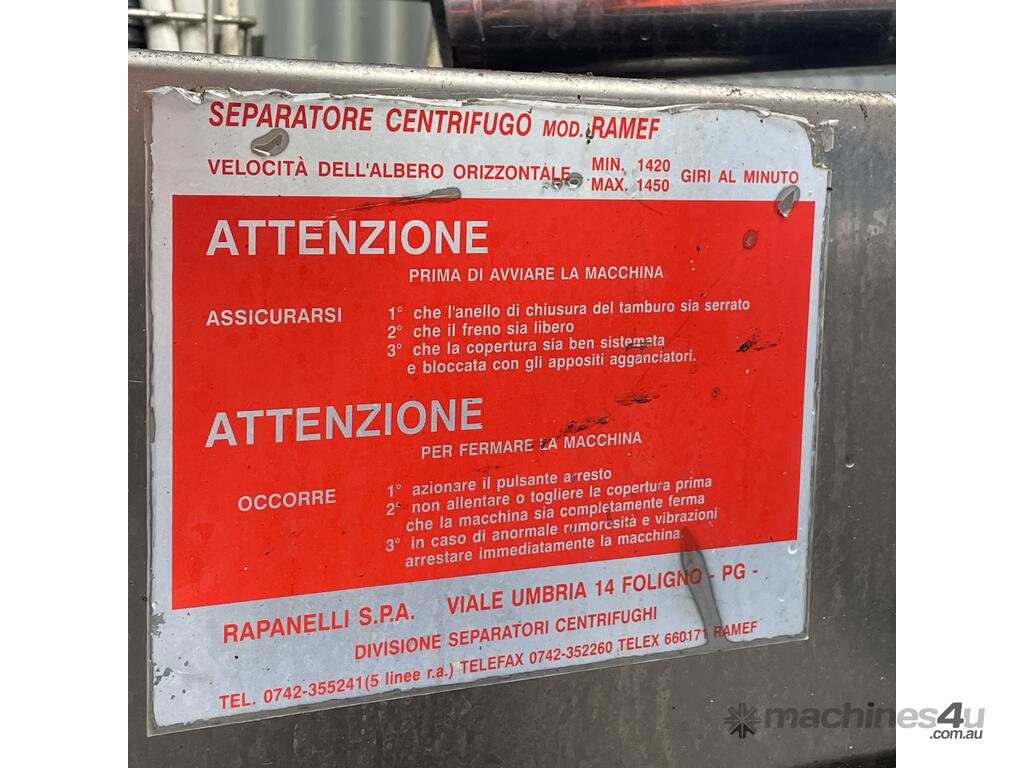 SEPARATORE CENTRIFUGO MOD. RAMEF
VELOCITÀ DELL'ALBERO ORIZZONTALE MIN. 1420 MAX. 1450 GIRI AL MINUTO
ATTENZIONE
PRIMA DI AVVIARE LA MACCHINA
ASSICURARSI 1° che l'anello di chiusura del tamburo sia serrato
2° che il freno sia libero
3° che la copertura sia ben sistemata
e bloccata con gli appositi agganciatori.
ATTENZIONE
PER FERMARE LA MACCHINA
OCCORRE 1° azionare il pulsante arresto
2° non allentare o togliere la copertura prima
che la macchina sia completamente ferma
3° in caso di anormale rumorosità e vibrazioni
arrestare immediatamente la macchina.
RAPANELLI S.P.A. VIALE UMBRIA 14 FOLIGNO - PG -
DIVISIONE SEPARATORI CENTRIFUGHI
TEL. 0742-355241 (5 linee r.a.) TELEFAX 0742-352260 TELEX 660171 RAMEF
machines4u
.com.au